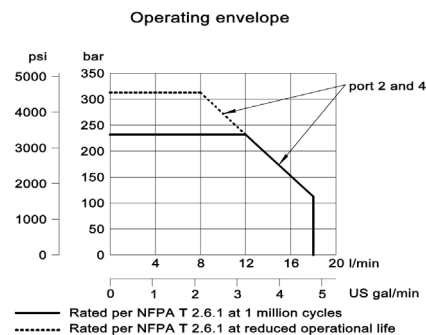 Operating envelope
psi bar
5000 350
300
4000
250
3000 200
150
2000
100
1000
50
0 0
port 2 and 4
4 8 12 16 20 l/min
0 1 2 3 4 5 US gal/min
Rated per NFPA T 2.6.1 at 1 million cycles
Rated per NFPA T 2.6.1 at reduced operational life